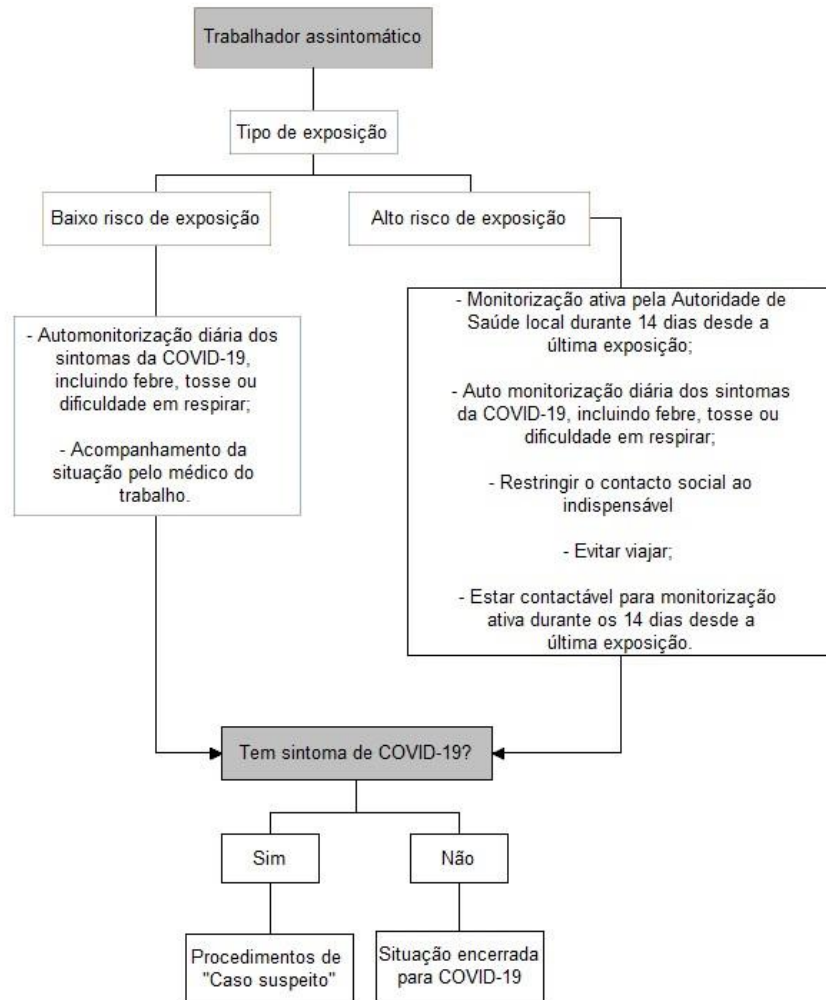 Trabalhador assintomático
Tipo de exposição
Baixo risco de exposição
Alto risco de exposição
- Automonitorização diária dos
sintomas da COVID-19,
incluindo febre, tosse ou
dificuldade em respirar;
- Acompanhamento da
situação pelo médico do
trabalho.
- Monitorização ativa pela Autoridade de
Saúde local durante 14 dias desde a
última exposição;
- Auto monitorização diária dos sintomas
da COVID-19, incluindo febre, tosse ou
dificuldade em respirar;
- Restringir o contacto social ao
indispensável
- Evitar viajar;
- Estar contactável para monitorização
ativa durante os 14 dias desde a
última exposição.
Tem sintoma de COVID-19?
Sim
Não
Procedimentos de
"Caso suspeito"
Situação encerrada
para COVID-19